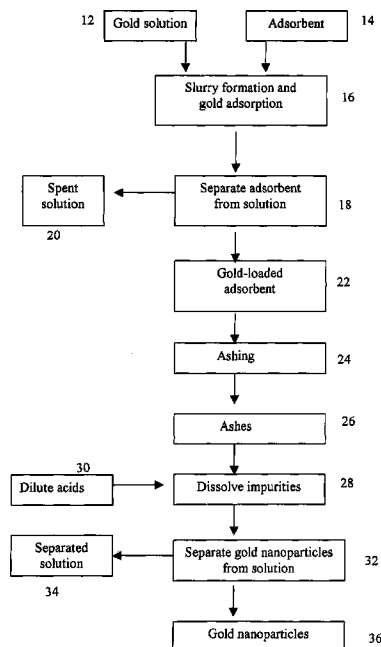 12
Gold solution
Adsorbent
14
Slurry formation and
gold adsorption
16
Spent
solution
20
Separate adsorbent
from solution
18
Gold-loaded
adsorbent
22
Ashing
24
Ashes
26
30
Dilute acids
Dissolve impurities
28
Separated
solution
34
Separate gold nanoparticles
from solution
32
Gold nanoparticles
36